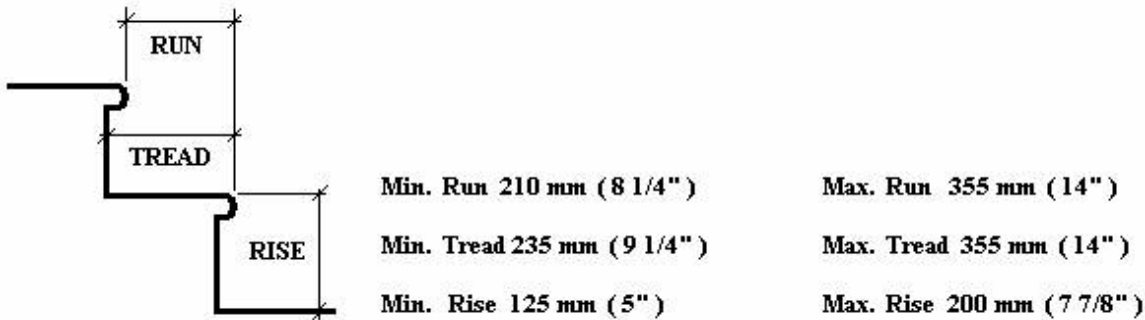 RUN
TREAD
RISE
Min. Run 210 mm (8 1/4") Max. Run 355 mm (14")
Min. Tread 235 mm (9 1/4") Max. Tread 355 mm (14")
Min. Rise 125 mm (5") Max. Rise 200 mm (7 7/8")